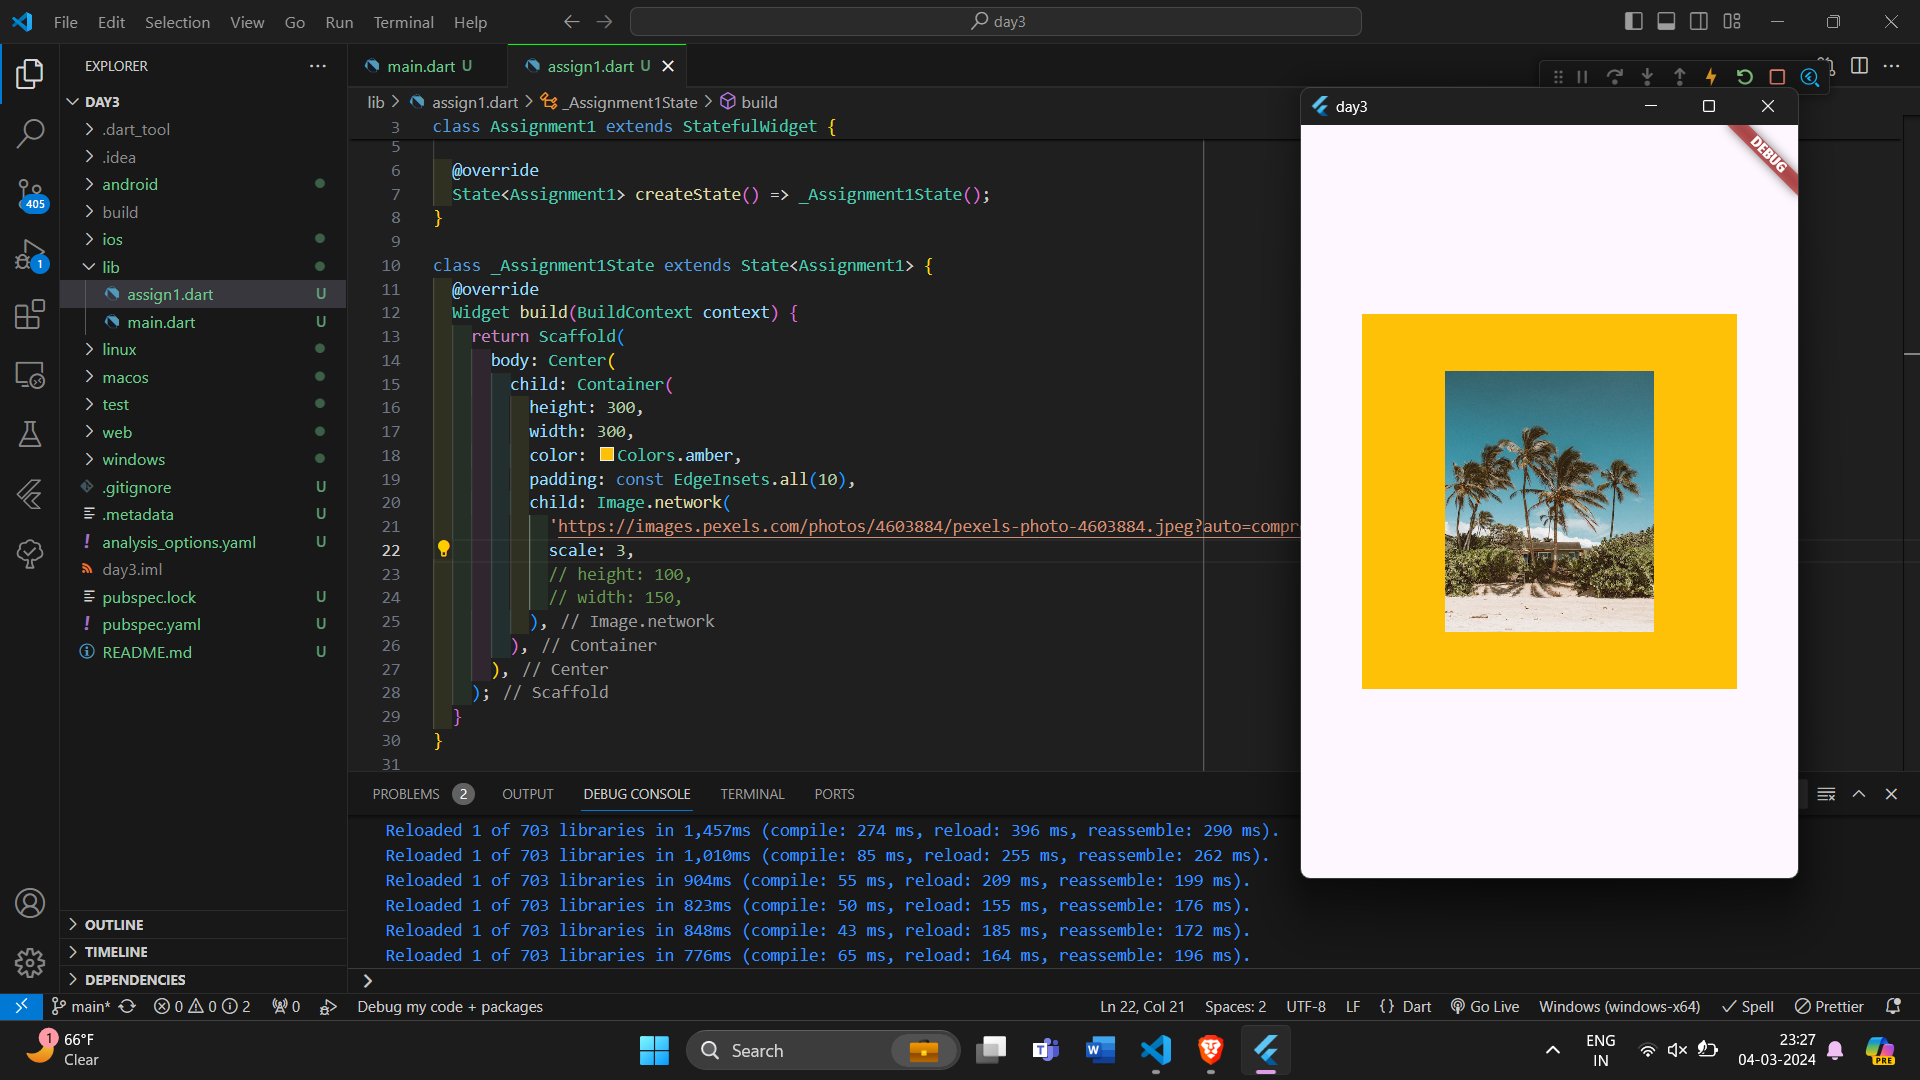 File Edit Selection View Go Run Terminal Help
day3
EXPLORER
DAY3
.dart_tool
.idea
android
build
ios
lib
assign1.dart U
main.dart U
linux
macos
test
web
windows
.gitignore U
.metadata U
analysis_options.yaml U
day3.iml
pubspec.lock U
pubspec.yaml U
README.md U
OUTLINE
TIMELINE
DEPENDENCIES
405
1
main.dart U
assign1.dart U
lib > assign1.dart > _Assignment1State > build
3 class Assignment1 extends StatefulWidget {
5
6 @override
7 State<Assignment1> createState() => _Assignment1State();
8 }
9
10 class _Assignment1State extends State<Assignment1> {
11 @override
12 Widget build(BuildContext context) {
13 return Scaffold(
14 body: Center(
15 child: Container(
16 height: 300,
17 width: 300,
18 color: Colors.amber,
19 padding: const EdgeInsets.all(10),
20 child: Image.network(
21 'https://images.pexels.com/photos/4603884/pexels-photo-4603884.jpeg?auto=compr
22 scale: 3,
23 // height: 100,
24 // width: 150,
25 ), // Image.network
26 ), // Container
27 ), // Center
28 ); // Scaffold
29 }
30 }
31
day3
DEBUG
PROBLEMS 2 OUTPUT DEBUG CONSOLE TERMINAL PORTS
Reloaded 1 of 703 libraries in 1,457ms (compile: 274 ms, reload: 396 ms, reassemble: 290 ms).
Reloaded 1 of 703 libraries in 1,010ms (compile: 85 ms, reload: 255 ms, reassemble: 262 ms).
Reloaded 1 of 703 libraries in 904ms (compile: 55 ms, reload: 209 ms, reassemble: 199 ms).
Reloaded 1 of 703 libraries in 823ms (compile: 50 ms, reload: 155 ms, reassemble: 176 ms).
Reloaded 1 of 703 libraries in 848ms (compile: 43 ms, reload: 185 ms, reassemble: 172 ms).
Reloaded 1 of 703 libraries in 776ms (compile: 65 ms, reload: 164 ms, reassemble: 196 ms).
main* 0 0 2 0 Debug my code + packages Ln 22, Col 21 Spaces: 2 UTF-8 LF {} Dart Go Live Windows (windows-x64) Spell Prettier
1
66°F
Clear
Search
ENG
IN
23:27
04-03-2024
PRE